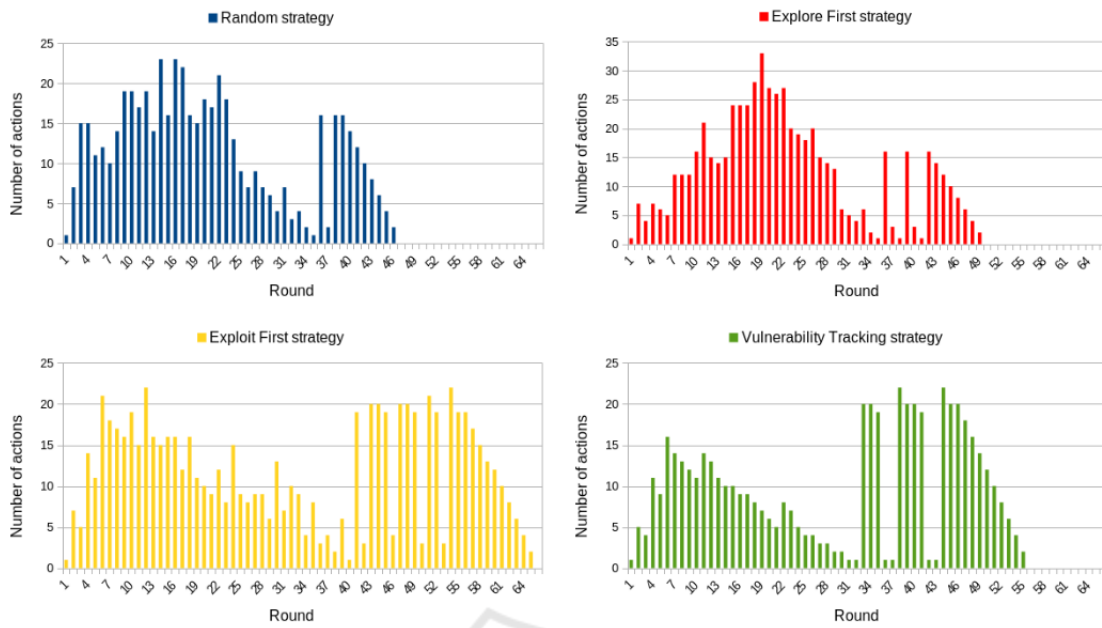 Random strategy
Number of actions
25
20
15
10
5
0
1 4 7 10 13 16 19 22 25 28 31 34 37 40 43 46 49 52 55 58 61 64
Round
Explore First strategy
Number of actions
35
30
25
20
15
10
5
0
1 4 7 10 13 16 19 22 25 28 31 34 37 40 43 46 49 52 55 58 61 64
Round
Exploit First strategy
Number of actions
25
20
15
10
5
0
1 4 7 10 13 16 19 22 25 28 31 34 37 40 43 46 49 52 55 58 61 64
Round
Vulnerability Tracking strategy
Number of actions
25
20
15
10
5
0
1 4 7 10 13 16 19 22 25 28 31 34 37 40 43 46 49 52 55 58 61 64
Round